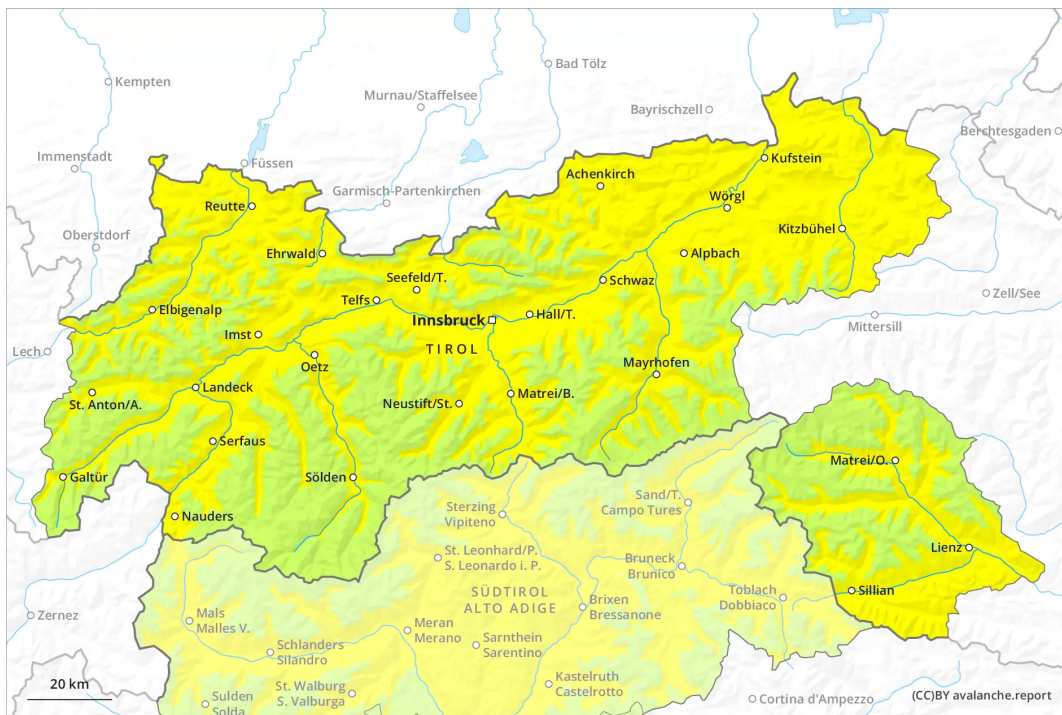 Kempten
Bad Tölz
Murnau/Staffelsee
Bayrischzell
Berchtesgaden
Immenstadt
Füssen
Kufstein
Garmisch-Partenkirchen
Achenkirch
Reutte
Wörgl
Oberstdorf
Kitzbühel
Ehrwald
Alpbach
Seefeld/T.
Schwaz
Zell/See
Telfs
Elbigenalp
Hall/T.
Innsbruck
Mittersill
Imst
TIROL
Lech
Oetz
Mayrhofen
Landeck
St. Anton/A.
Neustift/St.
Matrei/B.
Serfaus
Matrei/O.
Galtür
Sölden
Sterzing
Vipiteno
Sand/T.
Campo Tures
Nauders
Lienz
St. Leonhard/P.
S. Leonardo i. P.
Bruneck
Brunico
SÜDTIROL
ALTO ADIGE
Toblach
Dobbiaco
Sillian
Zernez
Mals
Malles V.
Brixen
Bressanone
Meran
Merano
Schlanders
Silandro
Sarnthein
Sarentino
20 km
St. Walburg
S. Valburga
Kastelruth
Castelrotto
Sulden
Solda
Cortina d'Ampezzo
(CC)BY avalanche.report